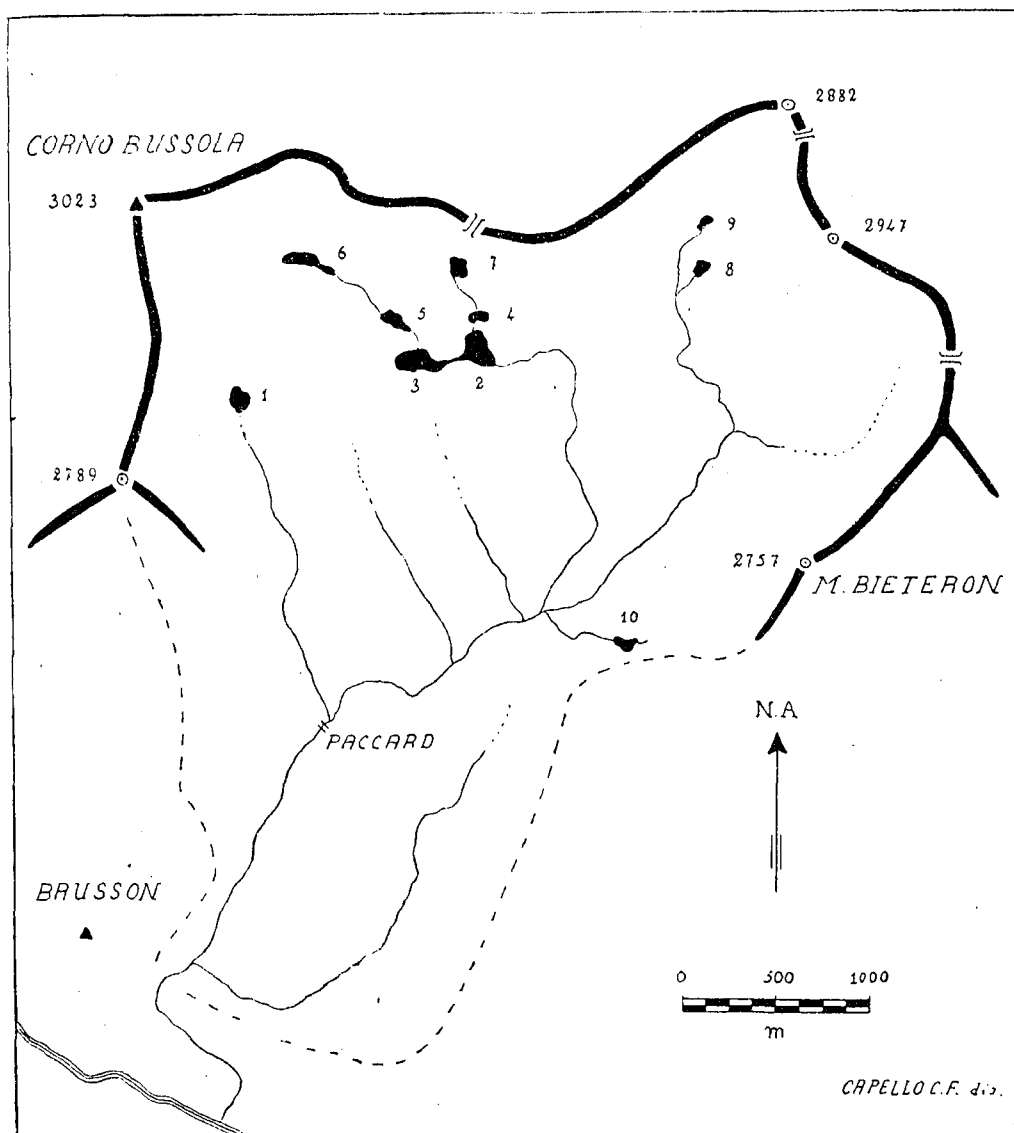 2882
CORNO BUSSOLA
3023
2947
9
6
7
8
5
4
3
2
1
2789
2757
M. BIETERON
10
N.A
PACCARD
BRUSSON
0 500 1000
m
CAPELLO C.F. dis.